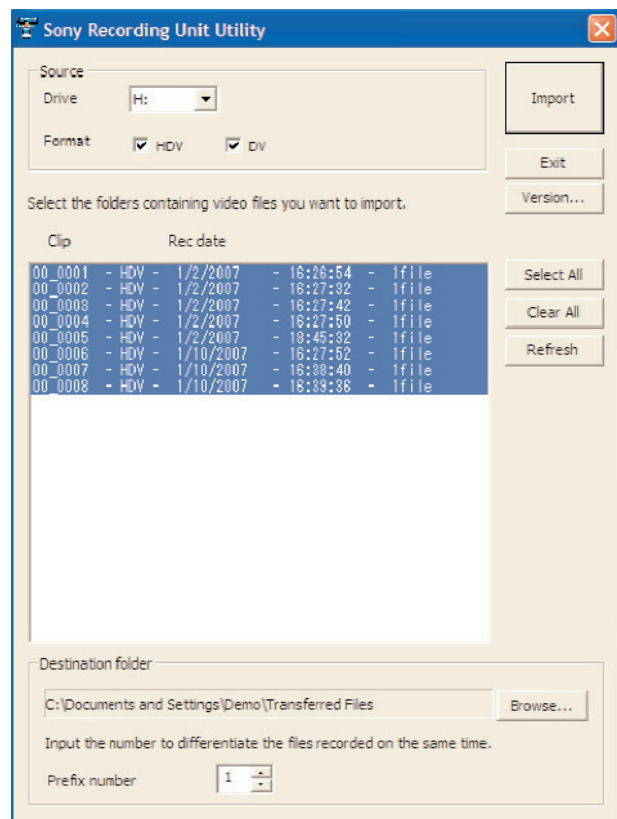 Sony Recording Unit Utility
Source
Drive H:
Import
Format HDV DV
Exit
Select the folders containing video files you want to import.
Version...
Clip Rec date
00_0001 - HDV - 1/2/2007 - 16:26:54 - 1file
00_0002 - HDV - 1/2/2007 - 16:27:32 - 1file
00_0003 - HDV - 1/2/2007 - 16:27:42 - 1file
00_0004 - HDV - 1/2/2007 - 16:27:50 - 1file
00_0005 - HDV - 1/2/2007 - 18:45:32 - 1file
00_0006 - HDV - 1/10/2007 - 16:27:52 - 1file
00_0007 - HDV - 1/10/2007 - 16:38:40 - 1file
00_0008 - HDV - 1/10/2007 - 16:39:36 - 1file
Select All
Clear All
Refresh
Destination folder
C:\Documents and Settings\Demo\Transferred Files
Browse...
Input the number to differentiate the files recorded on the same time.
Prefix number 1